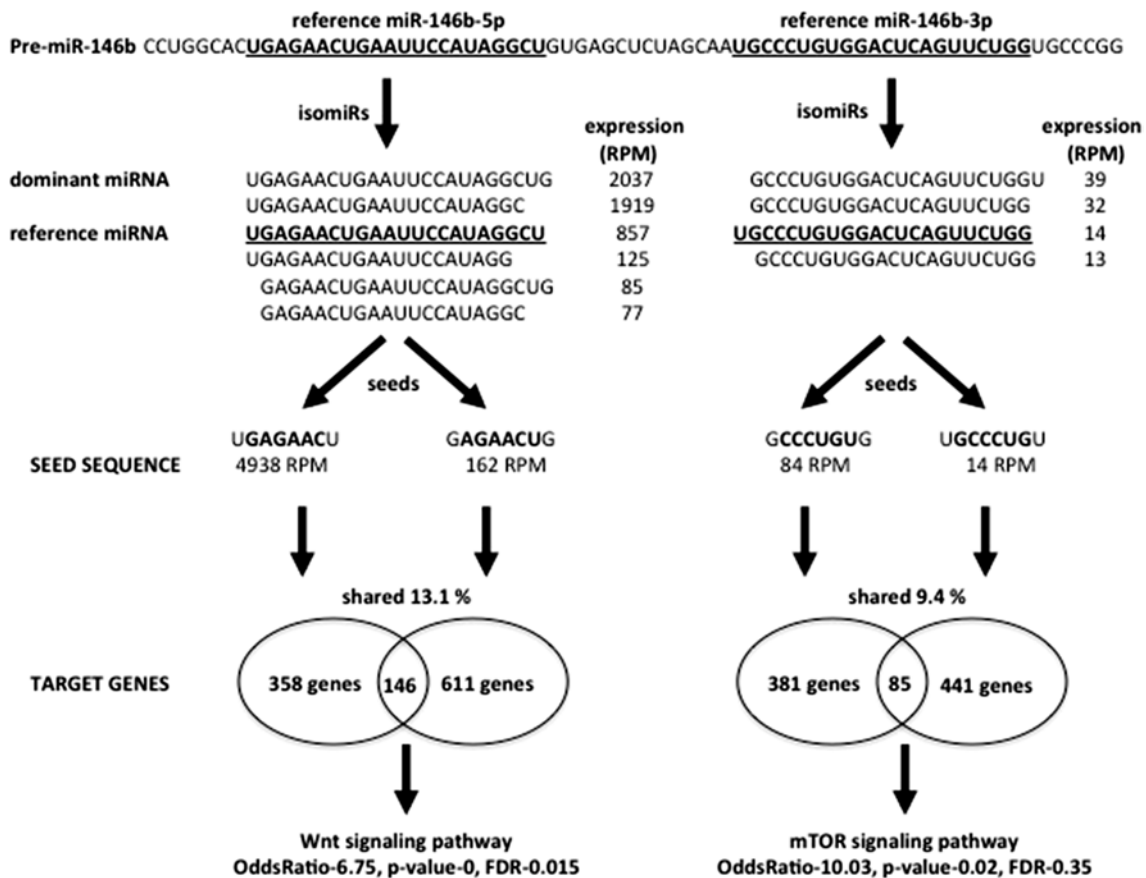 reference miR-146b-5p reference miR-146b-3p
Pre-miR-146b CCUGGCACUGAGAACUGAAUUCCAUAGGCUGUGAGCUCUAGCAAUGCCCUGUGGACUCAGUUCUGGUGCCCGG
isomiRs isomiRs
expression (RPM) expression (RPM)
dominant miRNA UGAGAACUGAAUUCCAUAGGCUG 2037 GCCCUGUGGACUCAGUUCUGGU 39
UGAGAACUGAAUUCCAUAGGC 1919 GCCCUGUGGACUCAGUUCUGG 32
reference miRNA UGAGAACUGAAUUCCAUAGGCU 857 UGCCCUGUGGACUCAGUUCUGG 14
UGAGAACUGAAUUCCAUAGG 125 GCCCUGUGGACUCAGUUCUGG 13
GAGAACUGAAUUCCAUAGGCUG 85
GAGAACUGAAUUCCAUAGGC 77
seeds seeds
UGAGAACU GAGAACUG GCCCUGUG UGCCCUGU
SEED SEQUENCE 4938 RPM 162 RPM 84 RPM 14 RPM
shared 13.1 % shared 9.4 %
TARGET GENES 358 genes 146 611 genes 381 genes 85 441 genes
Wnt signaling pathway mTOR signaling pathway
OddsRatio-6.75, p-value-0, FDR-0.015 OddsRatio-10.03, p-value-0.02, FDR-0.35